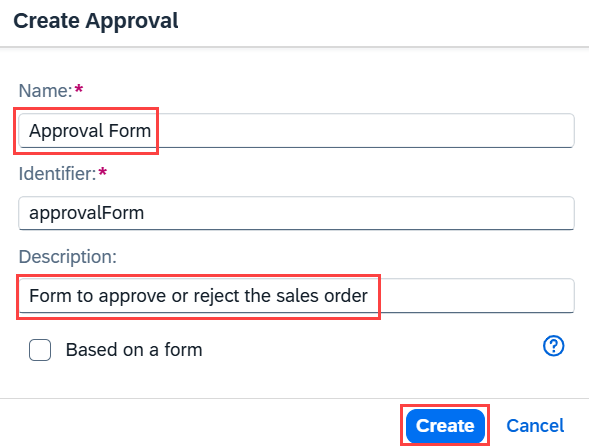 Create Approval
Name:*
Approval Form
Identifier:*
approvalForm
Description:
Form to approve or reject the sales order
Based on a form ?
Create Cancel